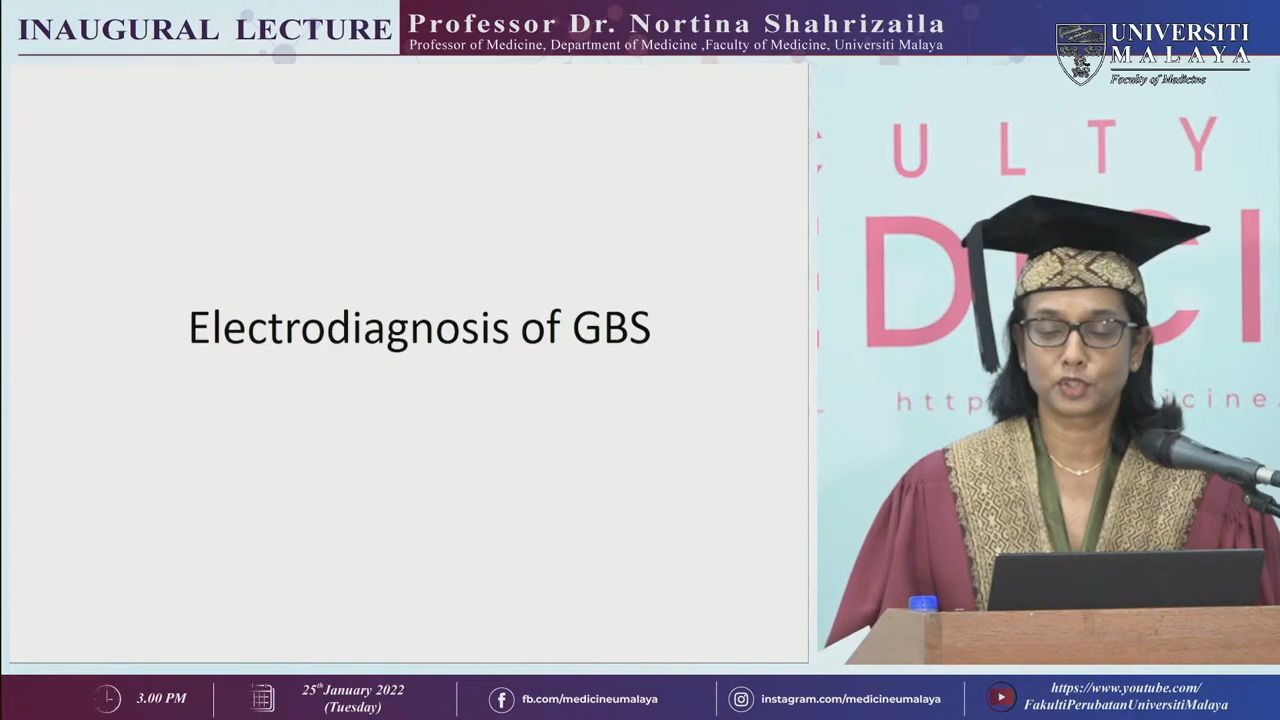 INAUGURAL LECTURE
Professor Dr. Nortina Shahrizaila
Professor of Medicine, Department of Medicine ,Faculty of Medicine, Universiti Malaya
UNIVERSITI
MALAYA
Faculty of Medicine
Electrodiagnosis of GBS
CULTY
EDICI
http
icine.
3.00 PM
25th January 2022
(Tuesday)
fb.com/medicineumalaya
instagram.com/medicineumalaya
https://www.youtube.com/
FakultiPerubatanUniversitiMalaya